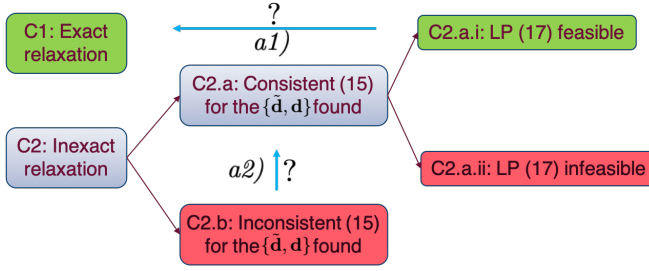 C1: Exact
relaxation
?
a1)
C2.a.i: LP (17) feasible
C2.a: Consistent (15)
for the {d̃, d} found
C2: Inexact
relaxation
a2) ?
C2.a.ii: LP (17) infeasible
C2.b: Inconsistent (15)
for the {d̃, d} found